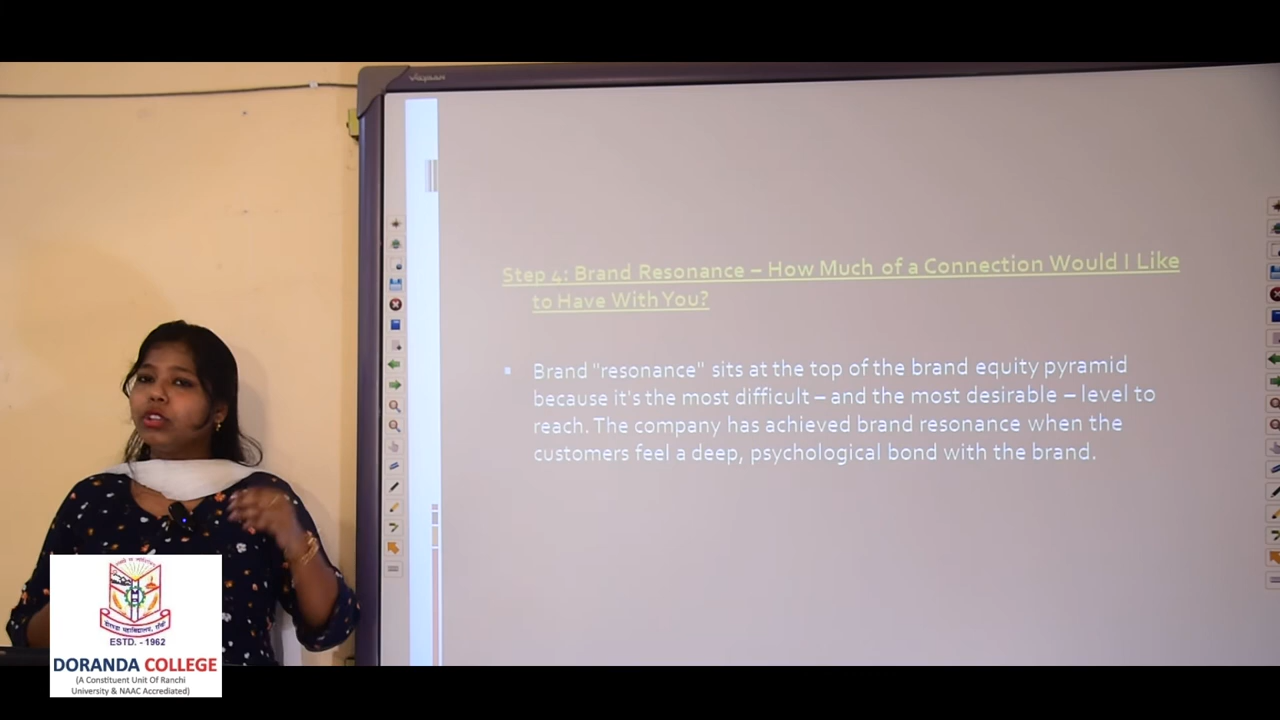 Step 4: Brand Resonance – How Much of a Connection Would I Like
to Have With You?
▪ Brand "resonance" sits at the top of the brand equity pyramid
because it's the most difficult – and the most desirable – level to
reach. The company has achieved brand resonance when the
customers feel a deep, psychological bond with the brand.
ESTD. - 1962
DORANDA COLLEGE
(A Constituent Unit Of Ranchi
University & NAAC Accredited)